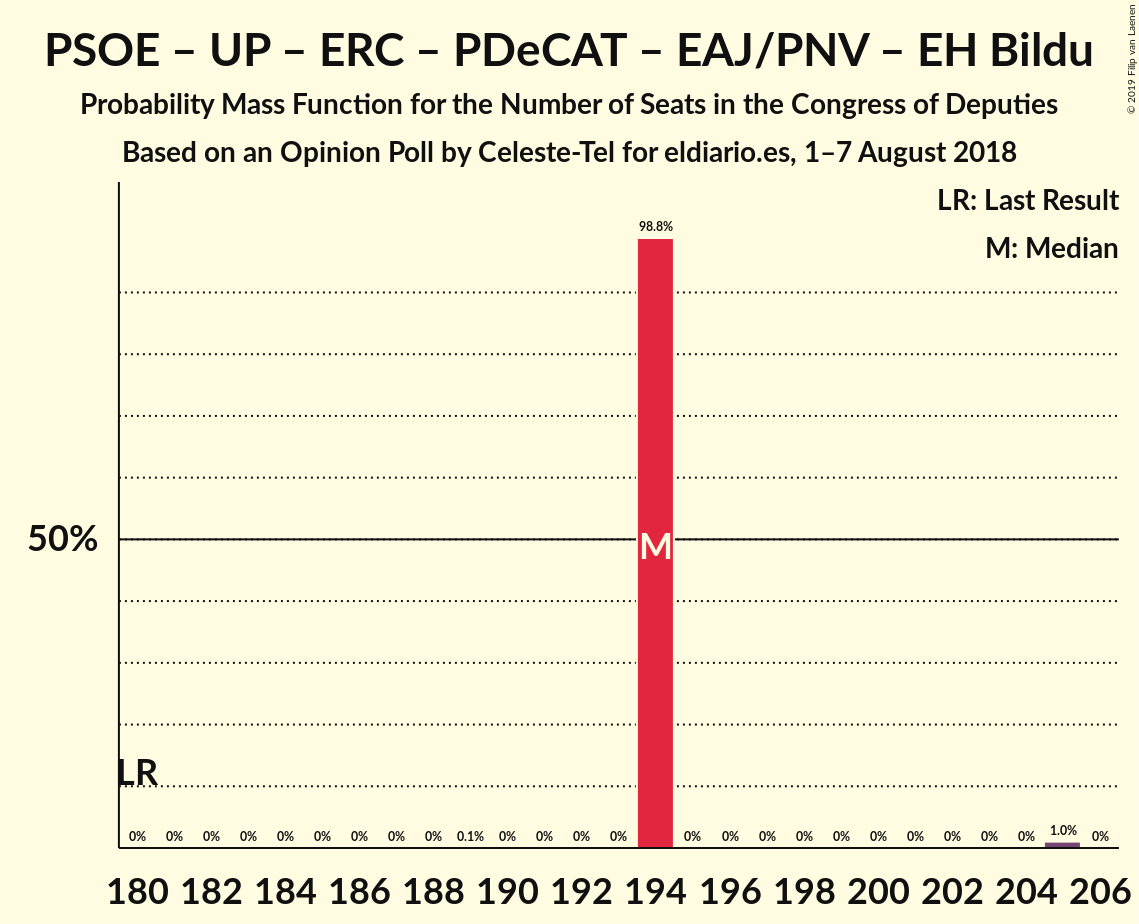 PSOE – UP – ERC – PDeCAT – EAJ/PNV – EH Bildu
Probability Mass Function for the Number of Seats in the Congress of Deputies
Based on an Opinion Poll by Celeste-Tel for eldiario.es, 1–7 August 2018
© 2019 Filip van Laenen
LR: Last Result
M: Median
98.8%
50%
M
LR
0% 0% 0% 0% 0% 0% 0% 0% 0% 0.1% 0% 0% 0% 0% 0% 0% 0% 0% 0% 0% 0% 0% 0% 0% 1.0% 0%
180 182 184 186 188 190 192 194 196 198 200 202 204 206